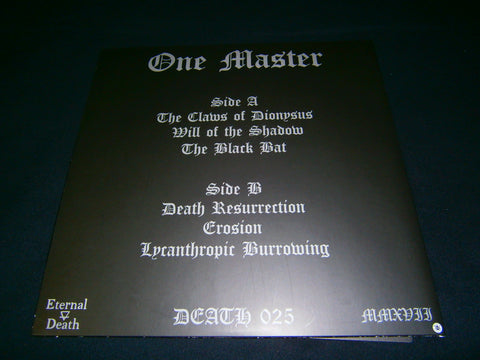 One Master
Side A
The Claws of Dionysus
Will of the Shadow
The Black Bat
Side B
Death Resurrection
Erosion
Lycanthropic Burrowing
Eternal
Death
DEATH 025
MMXVII